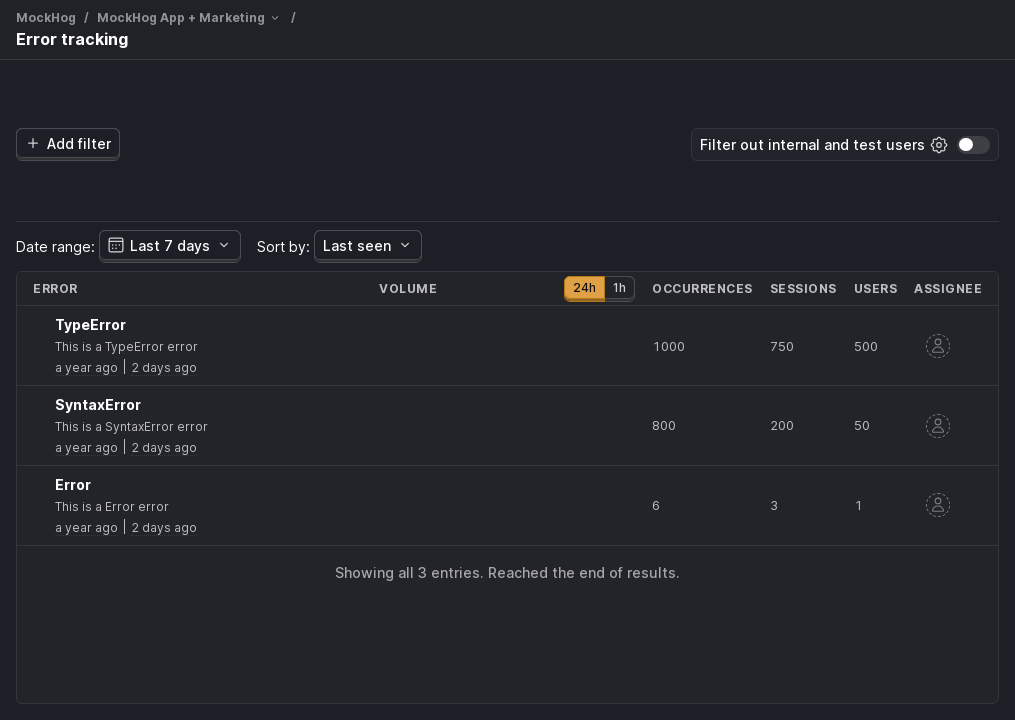 MockHog / MockHog App + Marketing /
Error tracking
Add filter
Filter out internal and test users
Date range: Last 7 days Sort by: Last seen
ERROR VOLUME 24h 1h OCCURRENCES SESSIONS USERS ASSIGNEE
TypeError
This is a TypeError error
a year ago | 2 days ago
1000 750 500
SyntaxError
This is a SyntaxError error
a year ago | 2 days ago
800 200 50
Error
This is a Error error
a year ago | 2 days ago
6 3 1
Showing all 3 entries. Reached the end of results.